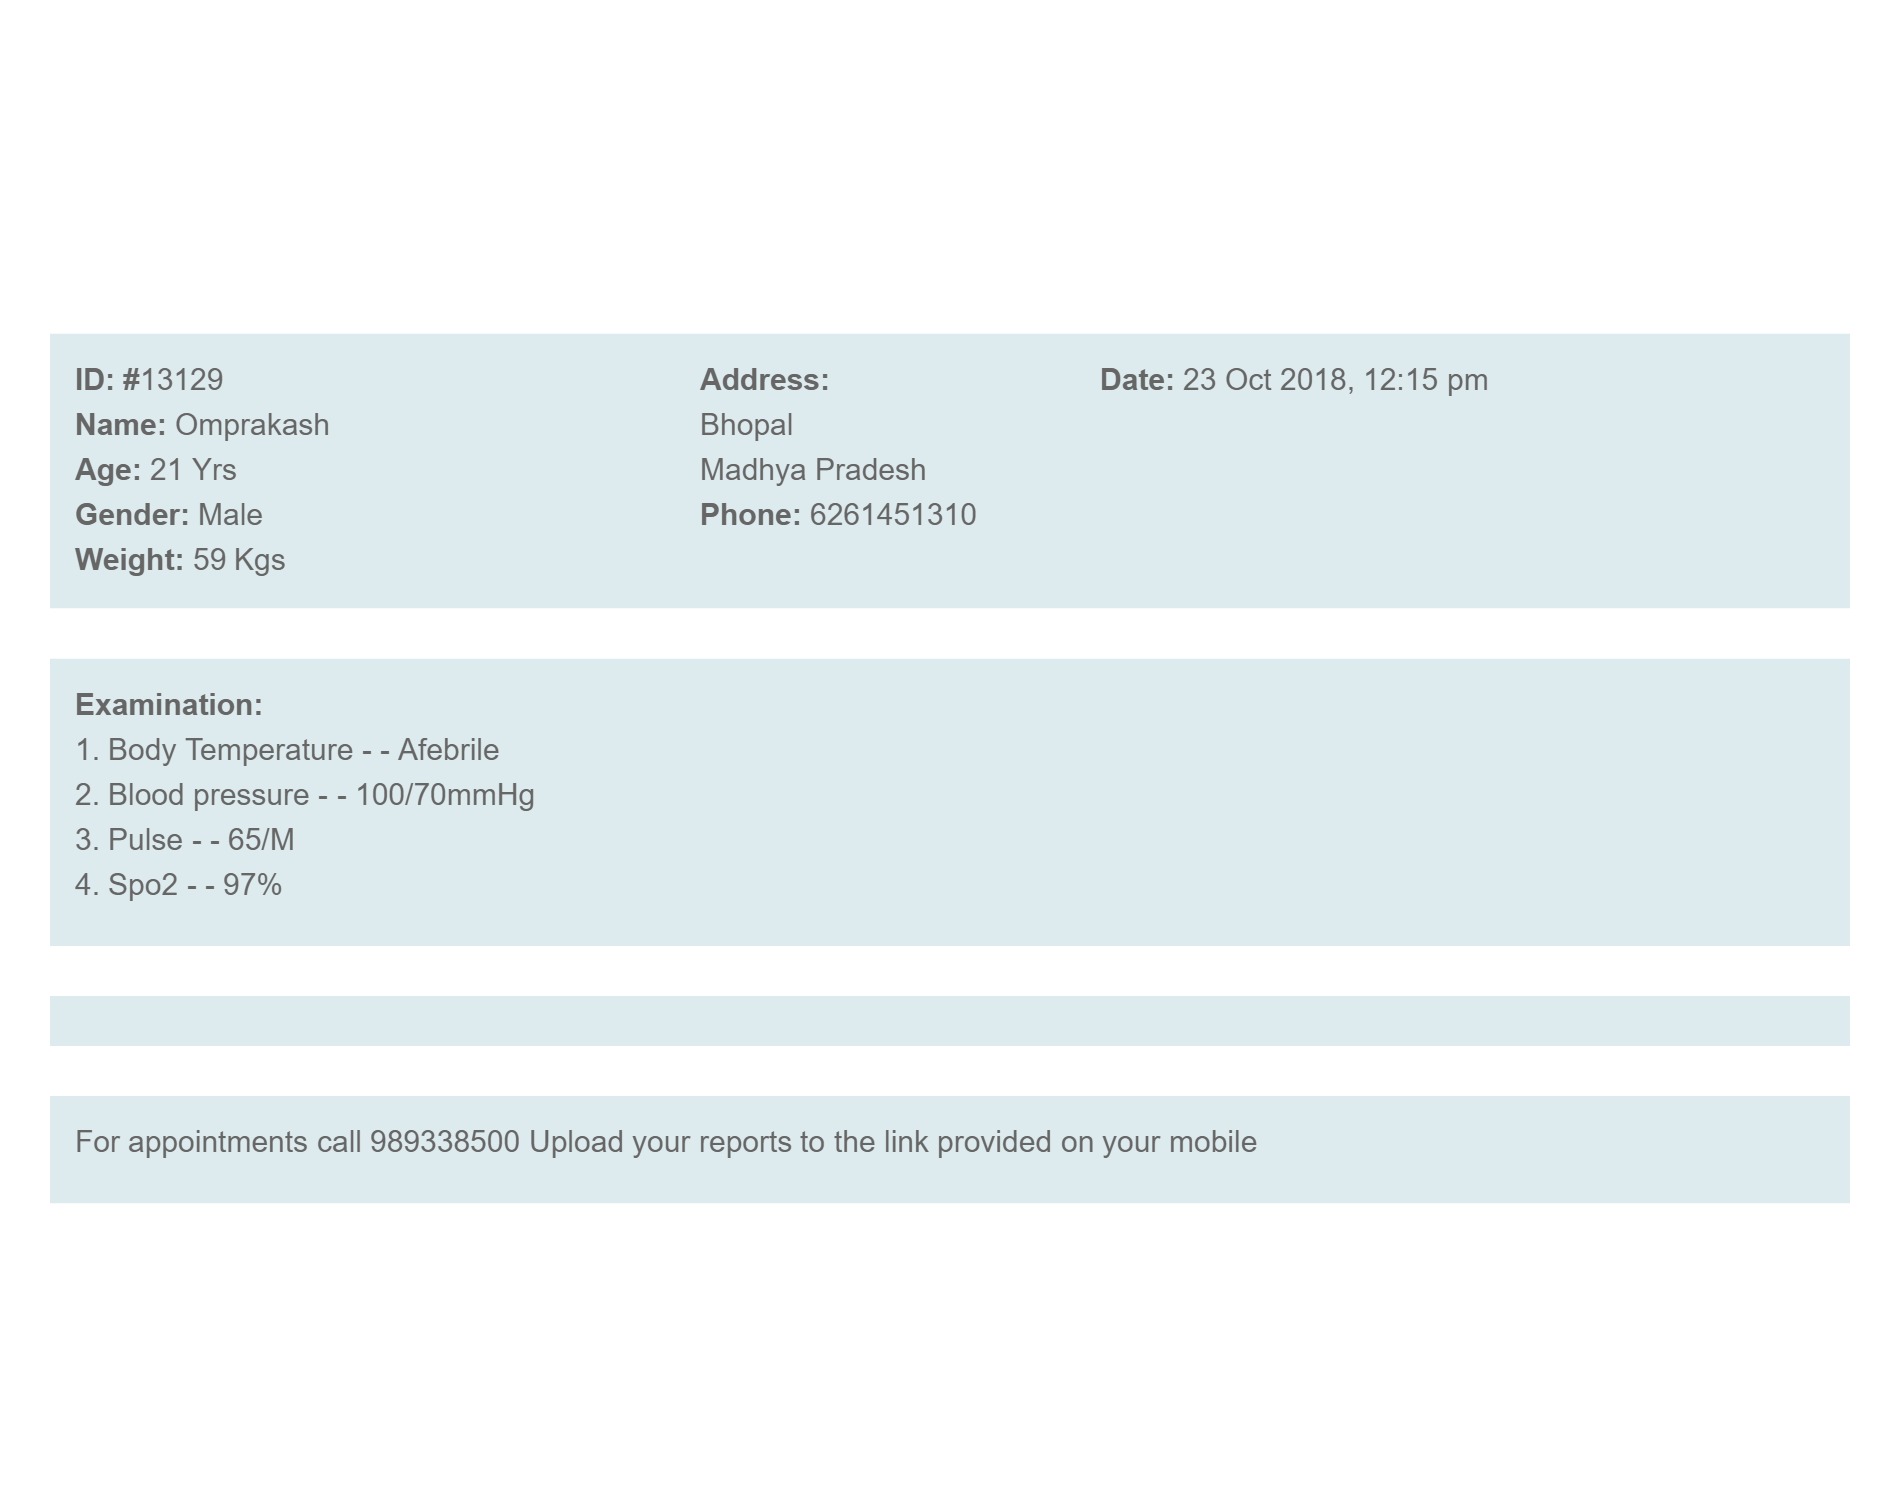 ID: #13129
Name: Omprakash
Age: 21 Yrs
Gender: Male
Weight: 59 Kgs
Address:
Bhopal
Madhya Pradesh
Phone: 6261451310
Date: 23 Oct 2018, 12:15 pm
Examination:
1. Body Temperature - - Afebrile
2. Blood pressure - - 100/70mmHg
3. Pulse - - 65/M
4. Spo2 - - 97%
For appointments call 989338500 Upload your reports to the link provided on your mobile